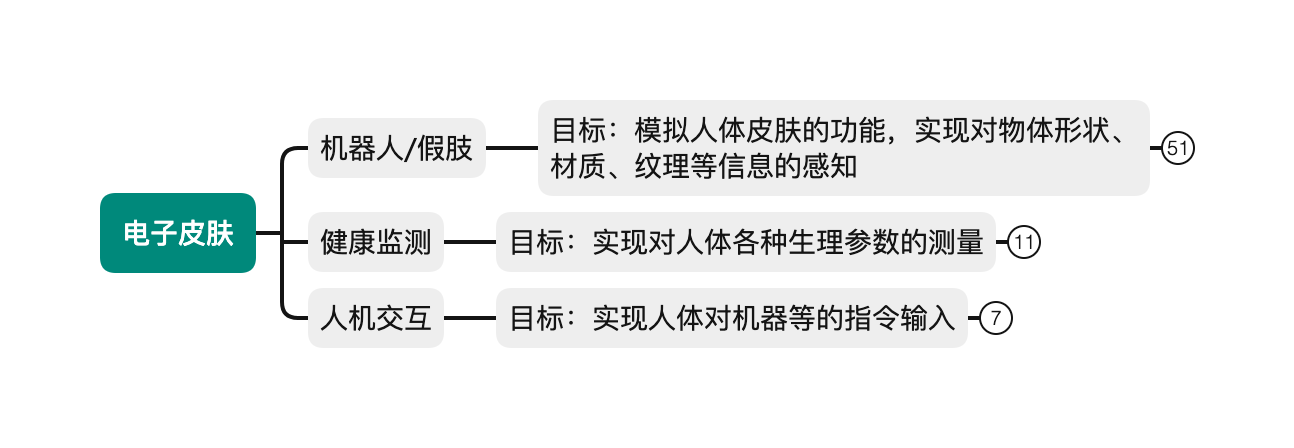 电子皮肤
机器人/假肢
目标：模拟人体皮肤的功能，实现对物体形状、
材质、纹理等信息的感知
51
健康监测
目标：实现对人体各种生理参数的测量
11
人机交互
目标：实现人体对机器等的指令输入
7